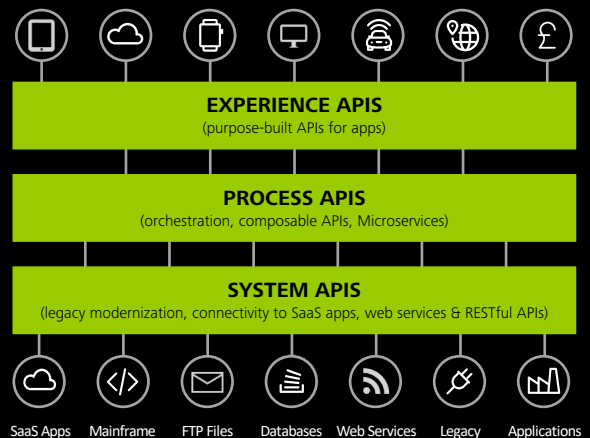 EXPERIENCE APIS
(purpose-built APIs for apps)
PROCESS APIS
(orchestration, composable APIs, Microservices)
SYSTEM APIS
(legacy modernization, connectivity to SaaS apps, web services & RESTful APIs)
SaaS Apps Mainframe FTP Files Databases Web Services Legacy Applications